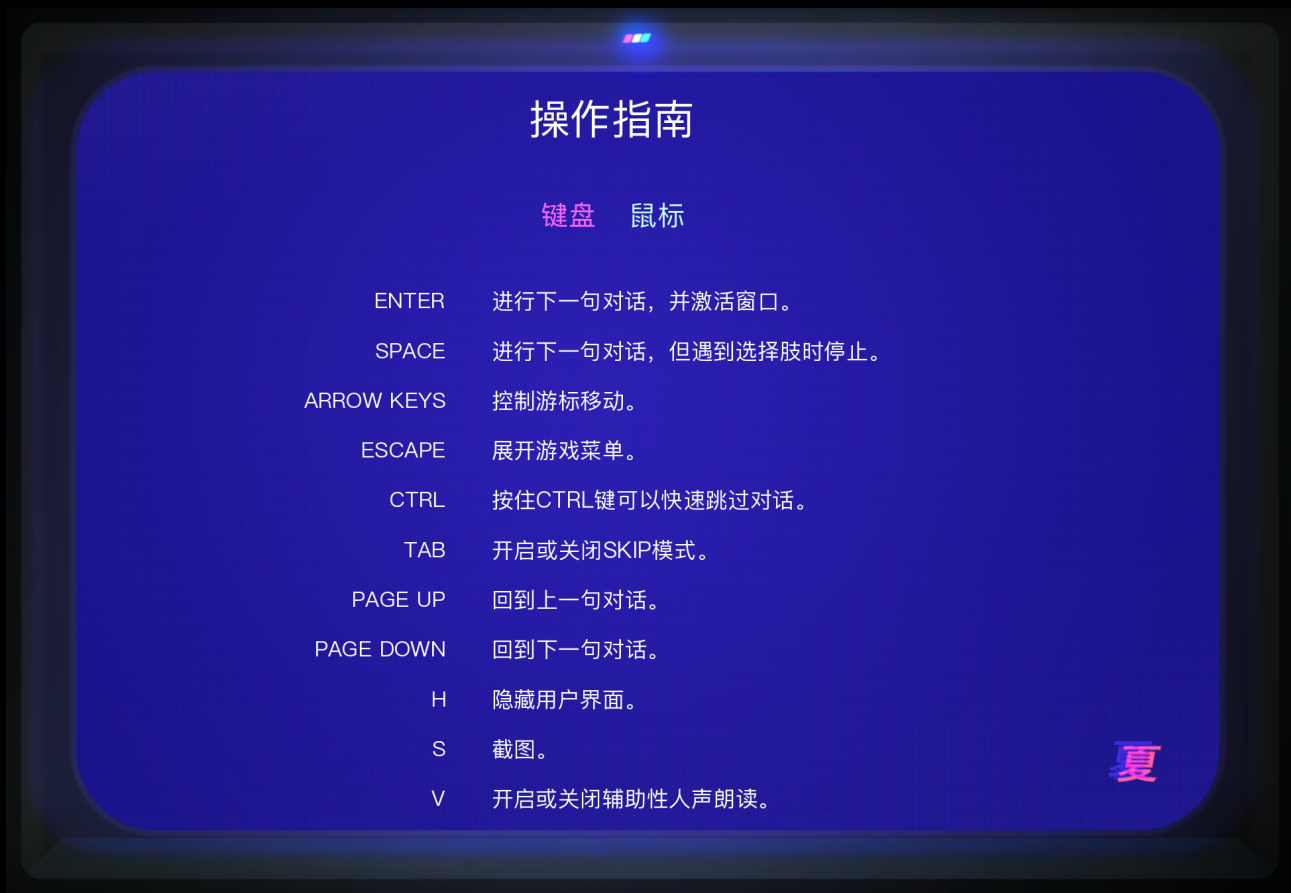 操作指南
键盘 鼠标
ENTER 进行下一句对话，并激活窗口。
SPACE 进行下一句对话，但遇到选择肢时停止。
ARROW KEYS 控制游标移动。
ESCAPE 展开游戏菜单。
CTRL 按住CTRL键可以快速跳过对话。
TAB 开启或关闭SKIP模式。
PAGE UP 回到上一句对话。
PAGE DOWN 回到下一句对话。
H 隐藏用户界面。
S 截图。
V 开启或关闭辅助性人声朗读。
夏